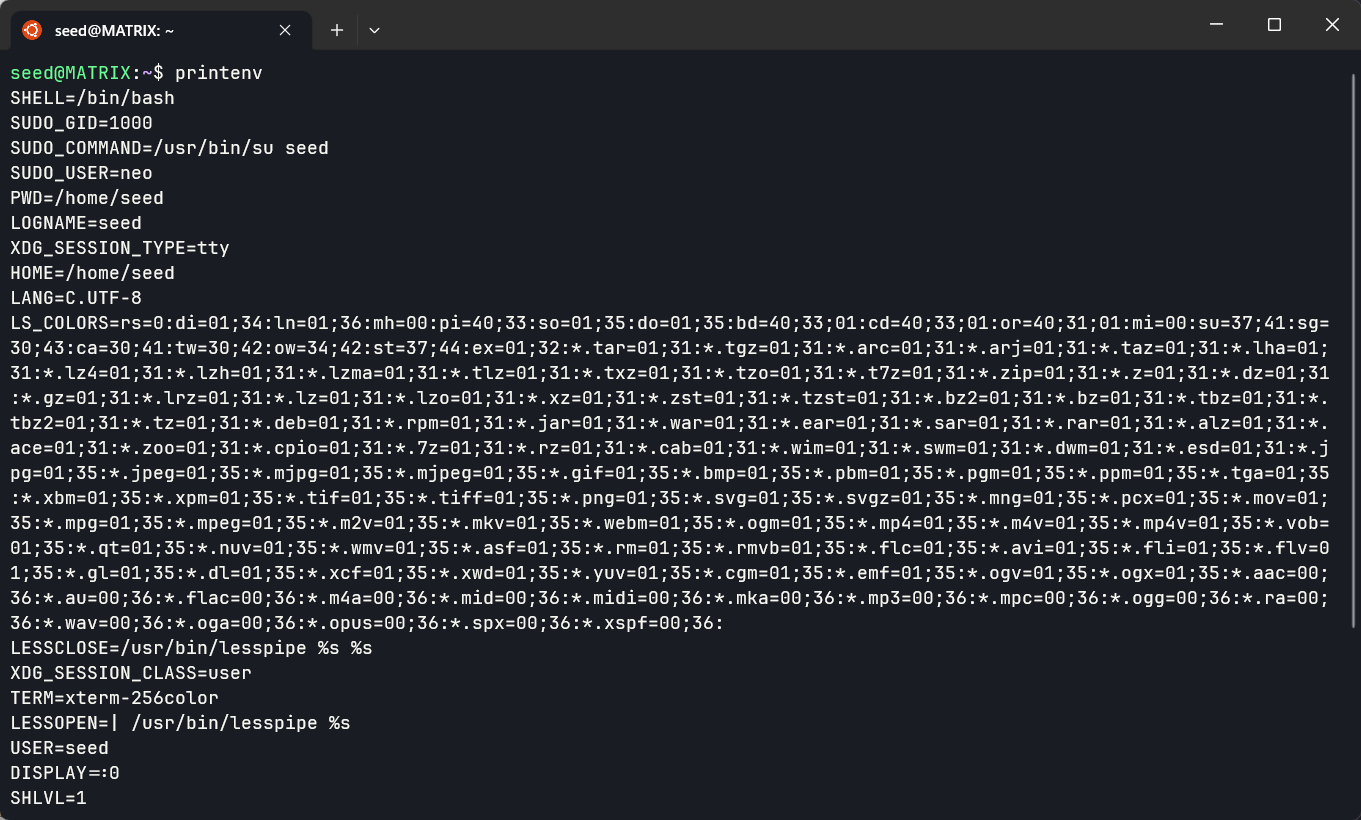 seed@MATRIX: ~
seed@MATRIX:~$ printenv
SHELL=/bin/bash
SUDO_GID=1000
SUDO_COMMAND=/usr/bin/su seed
SUDO_USER=neo
PWD=/home/seed
LOGNAME=seed
XDG_SESSION_TYPE=tty
HOME=/home/seed
LANG=C.UTF-8
LS_COLORS=rs=0:di=01;34:ln=01;36:mh=00:pi=40;33:so=01;35:do=01;35:bd=40;33;01:cd=40;33;01:or=40;31;01:mi=00:su=37;41:sg=
30;43:ca=30;41:tw=30;42:ow=34;42:st=37;44:ex=01;32:*.tar=01;31:*.tgz=01;31:*.arc=01;31:*.arj=01;31:*.taz=01;31:*.lha=01;
31:*.lz4=01;31:*.lzh=01;31:*.lzma=01;31:*.tlz=01;31:*.txz=01;31:*.tzo=01;31:*.t7z=01;31:*.zip=01;31:*.z=01;31:*.dz=01;31
:*.gz=01;31:*.lrz=01;31:*.lz=01;31:*.lzo=01;31:*.xz=01;31:*.zst=01;31:*.tzst=01;31:*.bz2=01;31:*.bz=01;31:*.tbz=01;31:*.
tbz2=01;31:*.tz=01;31:*.deb=01;31:*.rpm=01;31:*.jar=01;31:*.war=01;31:*.ear=01;31:*.sar=01;31:*.rar=01;31:*.alz=01;31:*.
ace=01;31:*.zoo=01;31:*.cpio=01;31:*.7z=01;31:*.rz=01;31:*.cab=01;31:*.wim=01;31:*.swm=01;31:*.dwm=01;31:*.esd=01;31:*.j
pg=01;35:*.jpeg=01;35:*.mjpg=01;35:*.mjpeg=01;35:*.gif=01;35:*.bmp=01;35:*.pbm=01;35:*.pgm=01;35:*.ppm=01;35:*.tga=01;35
:*.xbm=01;35:*.xpm=01;35:*.tif=01;35:*.tiff=01;35:*.png=01;35:*.svg=01;35:*.svgz=01;35:*.mng=01;35:*.pcx=01;35:*.mov=01;
35:*.mpg=01;35:*.mpeg=01;35:*.m2v=01;35:*.mkv=01;35:*.webm=01;35:*.ogm=01;35:*.mp4=01;35:*.m4v=01;35:*.mp4v=01;35:*.vob=
01;35:*.qt=01;35:*.nuv=01;35:*.wmv=01;35:*.asf=01;35:*.rm=01;35:*.rmvb=01;35:*.flc=01;35:*.avi=01;35:*.fli=01;35:*.flv=0
1;35:*.gl=01;35:*.dl=01;35:*.xcf=01;35:*.xwd=01;35:*.yuv=01;35:*.cgm=01;35:*.emf=01;35:*.ogv=01;35:*.ogx=01;35:*.aac=00;
36:*.au=00;36:*.flac=00;36:*.m4a=00;36:*.mid=00;36:*.midi=00;36:*.mka=00;36:*.mp3=00;36:*.mpc=00;36:*.ogg=00;36:*.ra=00;
36:*.wav=00;36:*.oga=00;36:*.opus=00;36:*.spx=00;36:*.xspf=00;36:
LESSCLOSE=/usr/bin/lesspipe %s %s
XDG_SESSION_CLASS=user
TERM=xterm-256color
LESSOPEN=| /usr/bin/lesspipe %s
USER=seed
DISPLAY=:0
SHLVL=1